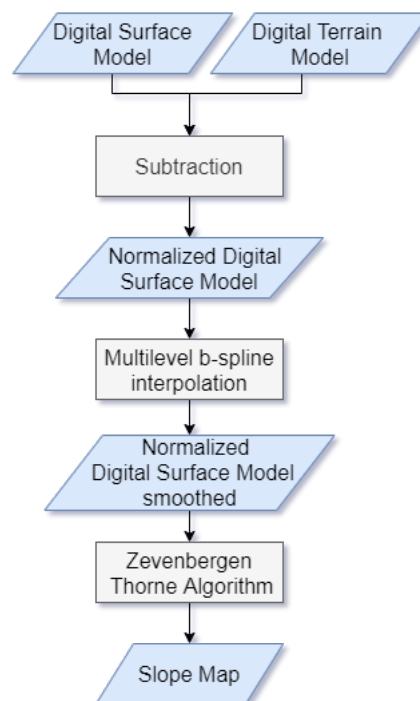 Digital Surface
Model
Digital Terrain
Model
Subtraction
Normalized Digital
Surface Model
Multilevel b-spline
interpolation
Normalized
Digital Surface Model
smoothed
Zevenbergen
Thorne Algorithm
Slope Map